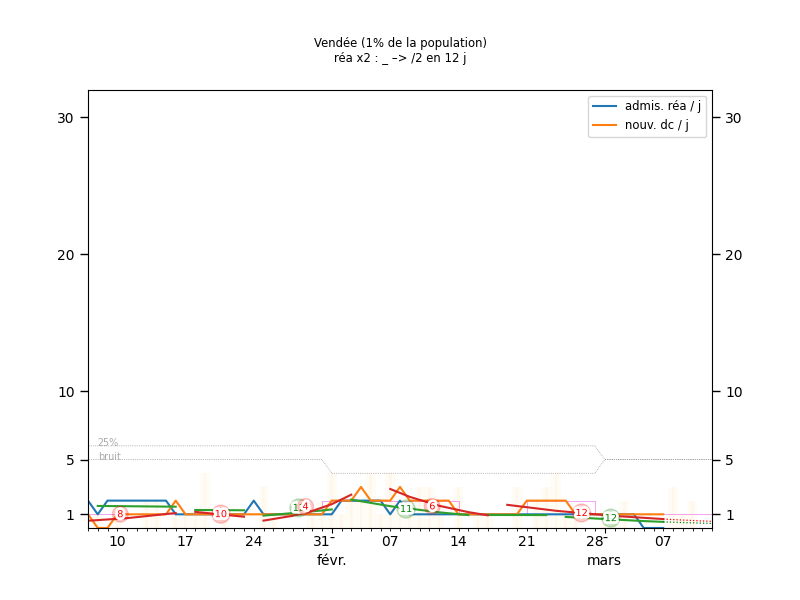 Vendée (1% de la population)
réa x2 : _ –> /2 en 12 j
admis. réa / j
nouv. dc / j
30 30
20 20
10 10
25%
5 bruit 5
1 8 10 4 11 6 12 12 1
10 17 24 31 07 14 21 28 07
févr. mars